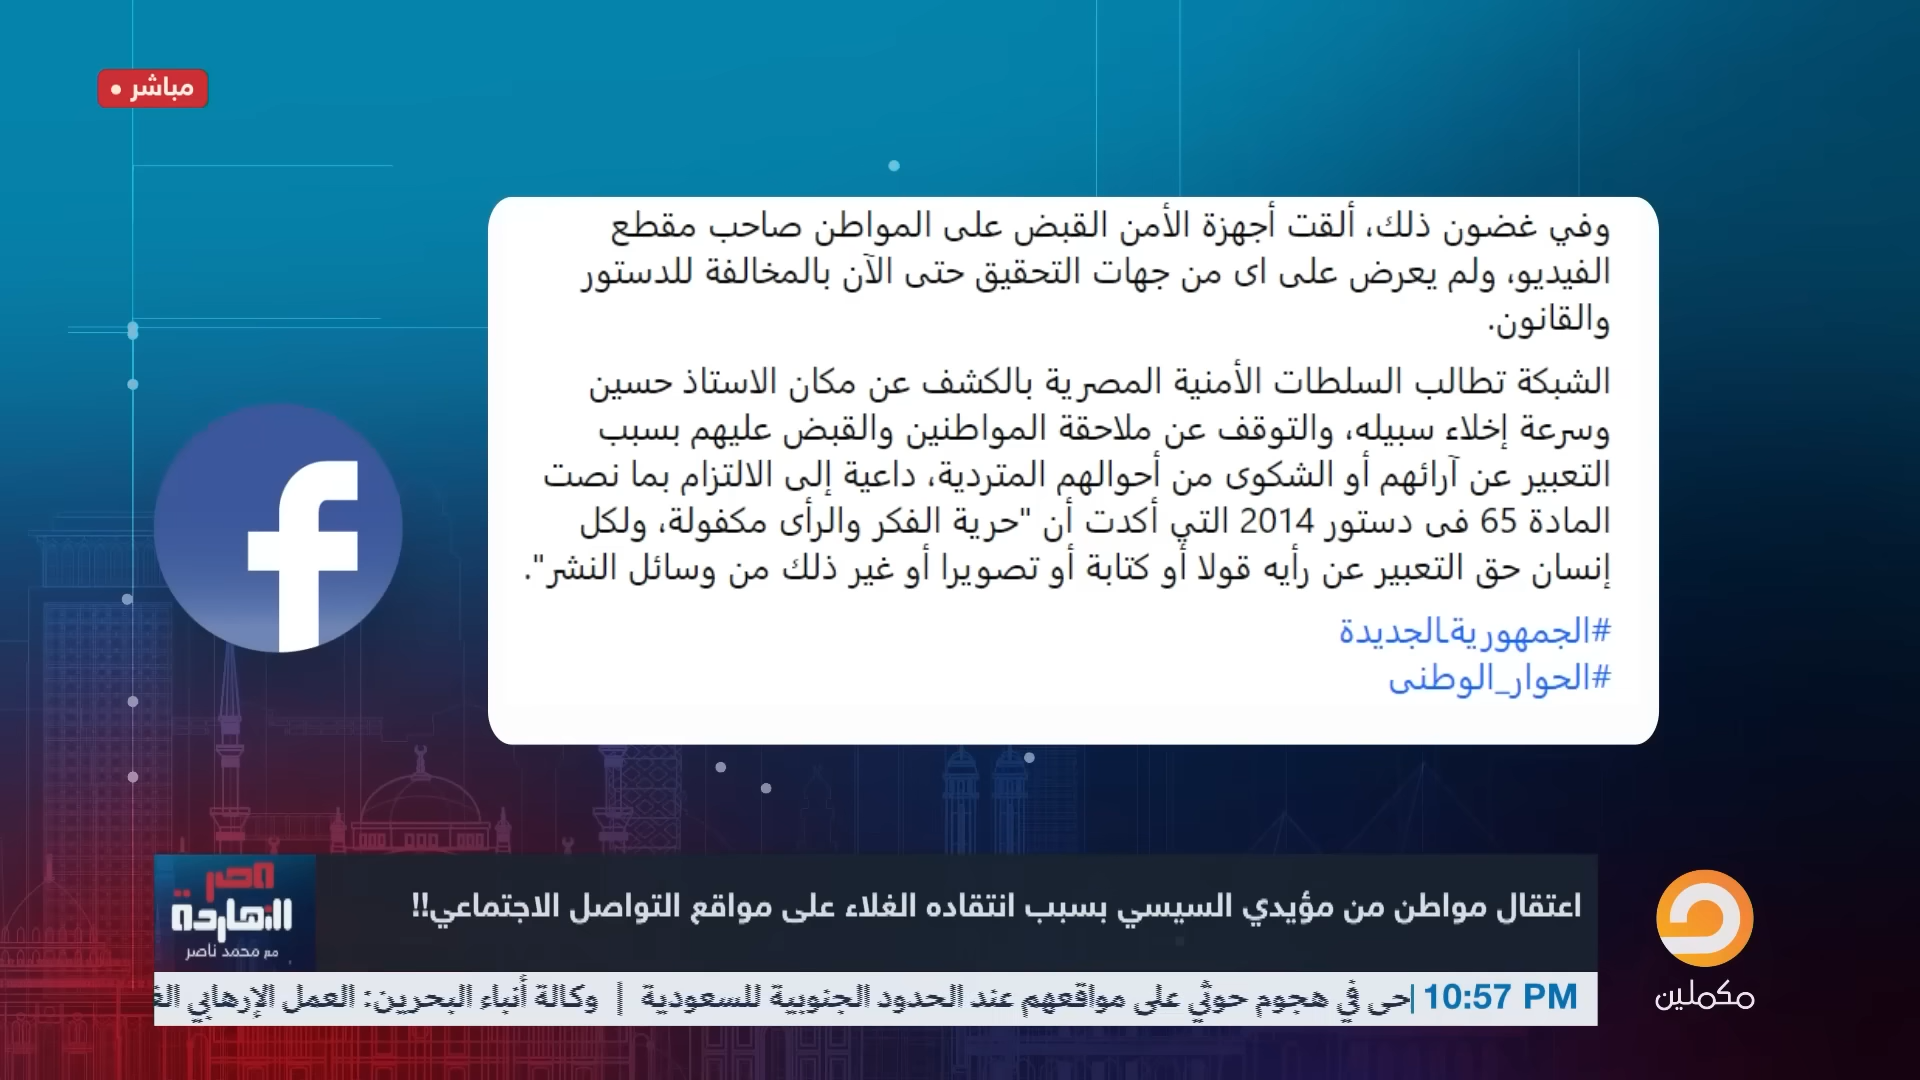 مباشر
وفي غضون ذلك، ألقت أجهزة الأمن القبض على المواطن صاحب مقطع
الفيديو، ولم يعرض على اى من جهات التحقيق حتى الآن بالمخالفة للدستور
والقانون.
الشبكة تطالب السلطات الأمنية المصرية بالكشف عن مكان الاستاذ حسين
وسرعة إخلاء سبيله، والتوقف عن ملاحقة المواطنين والقبض عليهم بسبب
التعبير عن آرائهم أو الشكوى من أحوالهم المتردية، داعية إلى الالتزام بما نصت
المادة 65 فى دستور 2014 التي أكدت أن "حرية الفكر والرأى مكفولة، ولكل
إنسان حق التعبير عن رأيه قولا أو كتابة أو تصويرا أو غير ذلك من وسائل النشر".
#الجمهورية_الجديدة
#الحوار_الوطنى
اعتقال مواطن من مؤيدي السيسي بسبب انتقاده الغلاء على مواقع التواصل الاجتماعي!!
مصر
النهاردة
مع محمد ناصر
10:57 PM
حى في هجوم حوثي على مواقعهم عند الحدود الجنوبية للسعودية | وكالة أنباء البحرين: العمل الإرهابي
مكملين